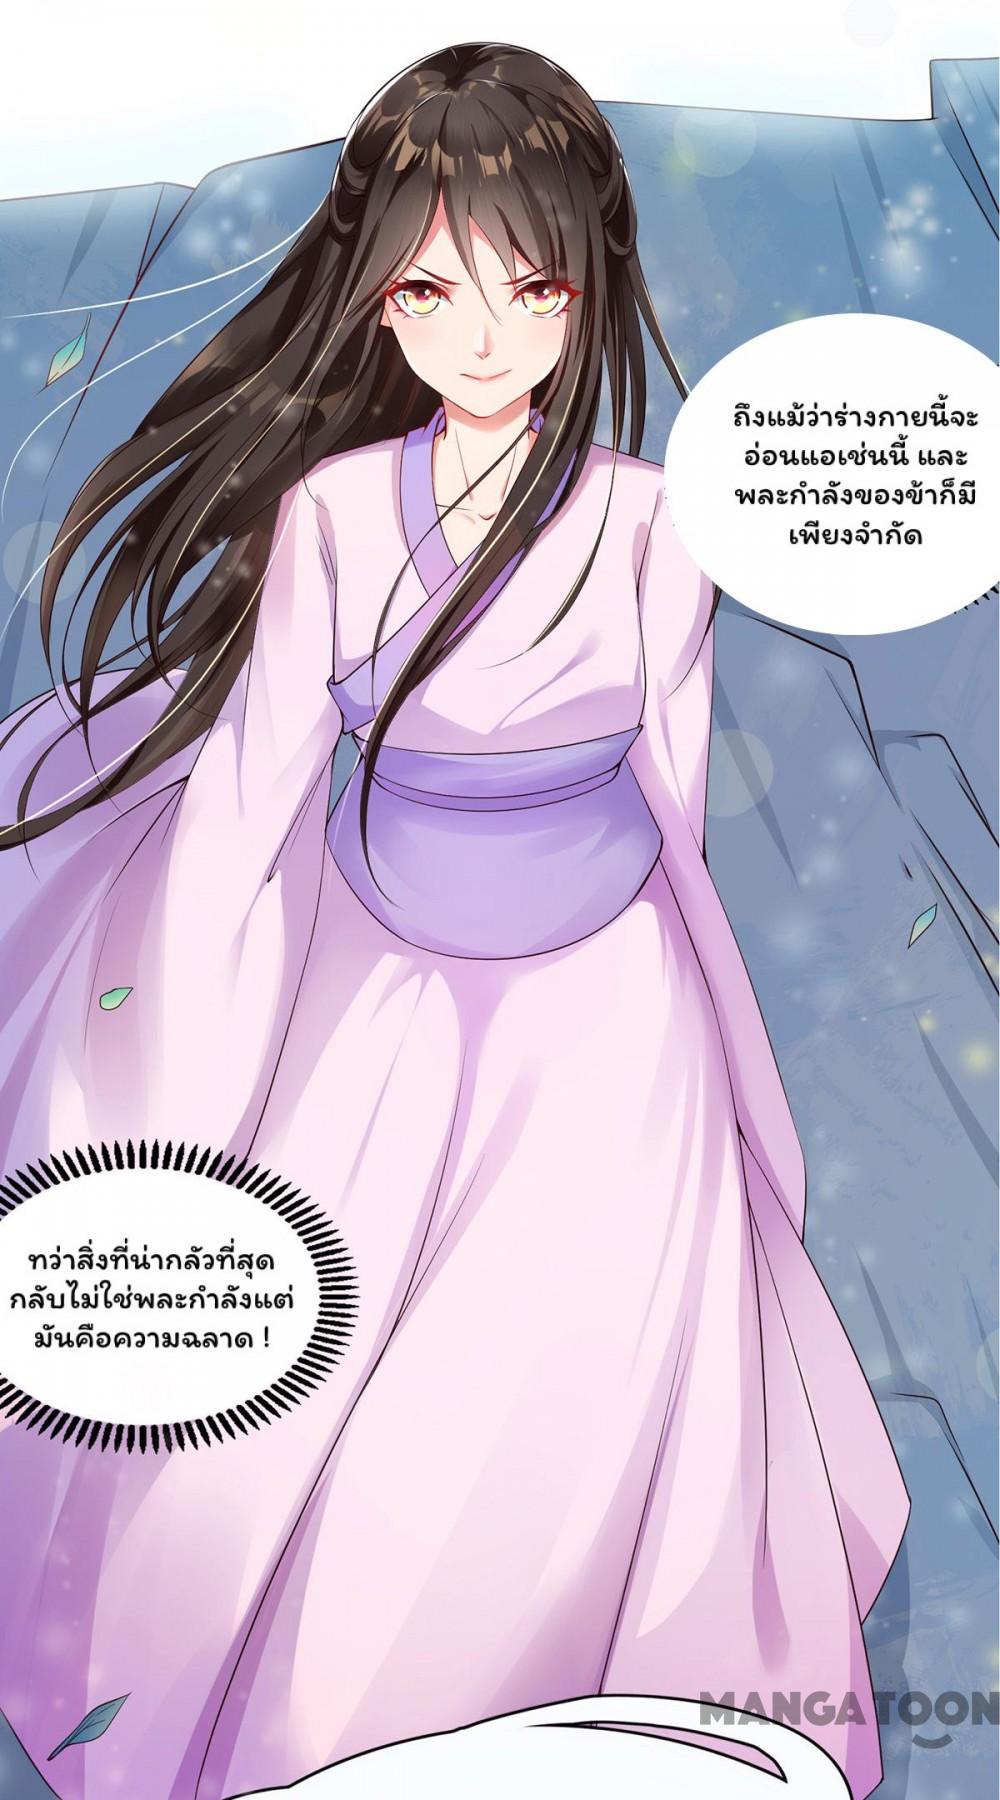 ถึงแม้ว่าร่างกายนี้จะ
อ่อนแอเช่นนี้ และ
พละกำลังของข้าก็มี
เพียงจำกัด
ทว่าสิ่งที่น่ากลัวที่สุด
กลับไม่ใช่พละกำลังแต่
มันคือความฉลาด !
MANGATOON